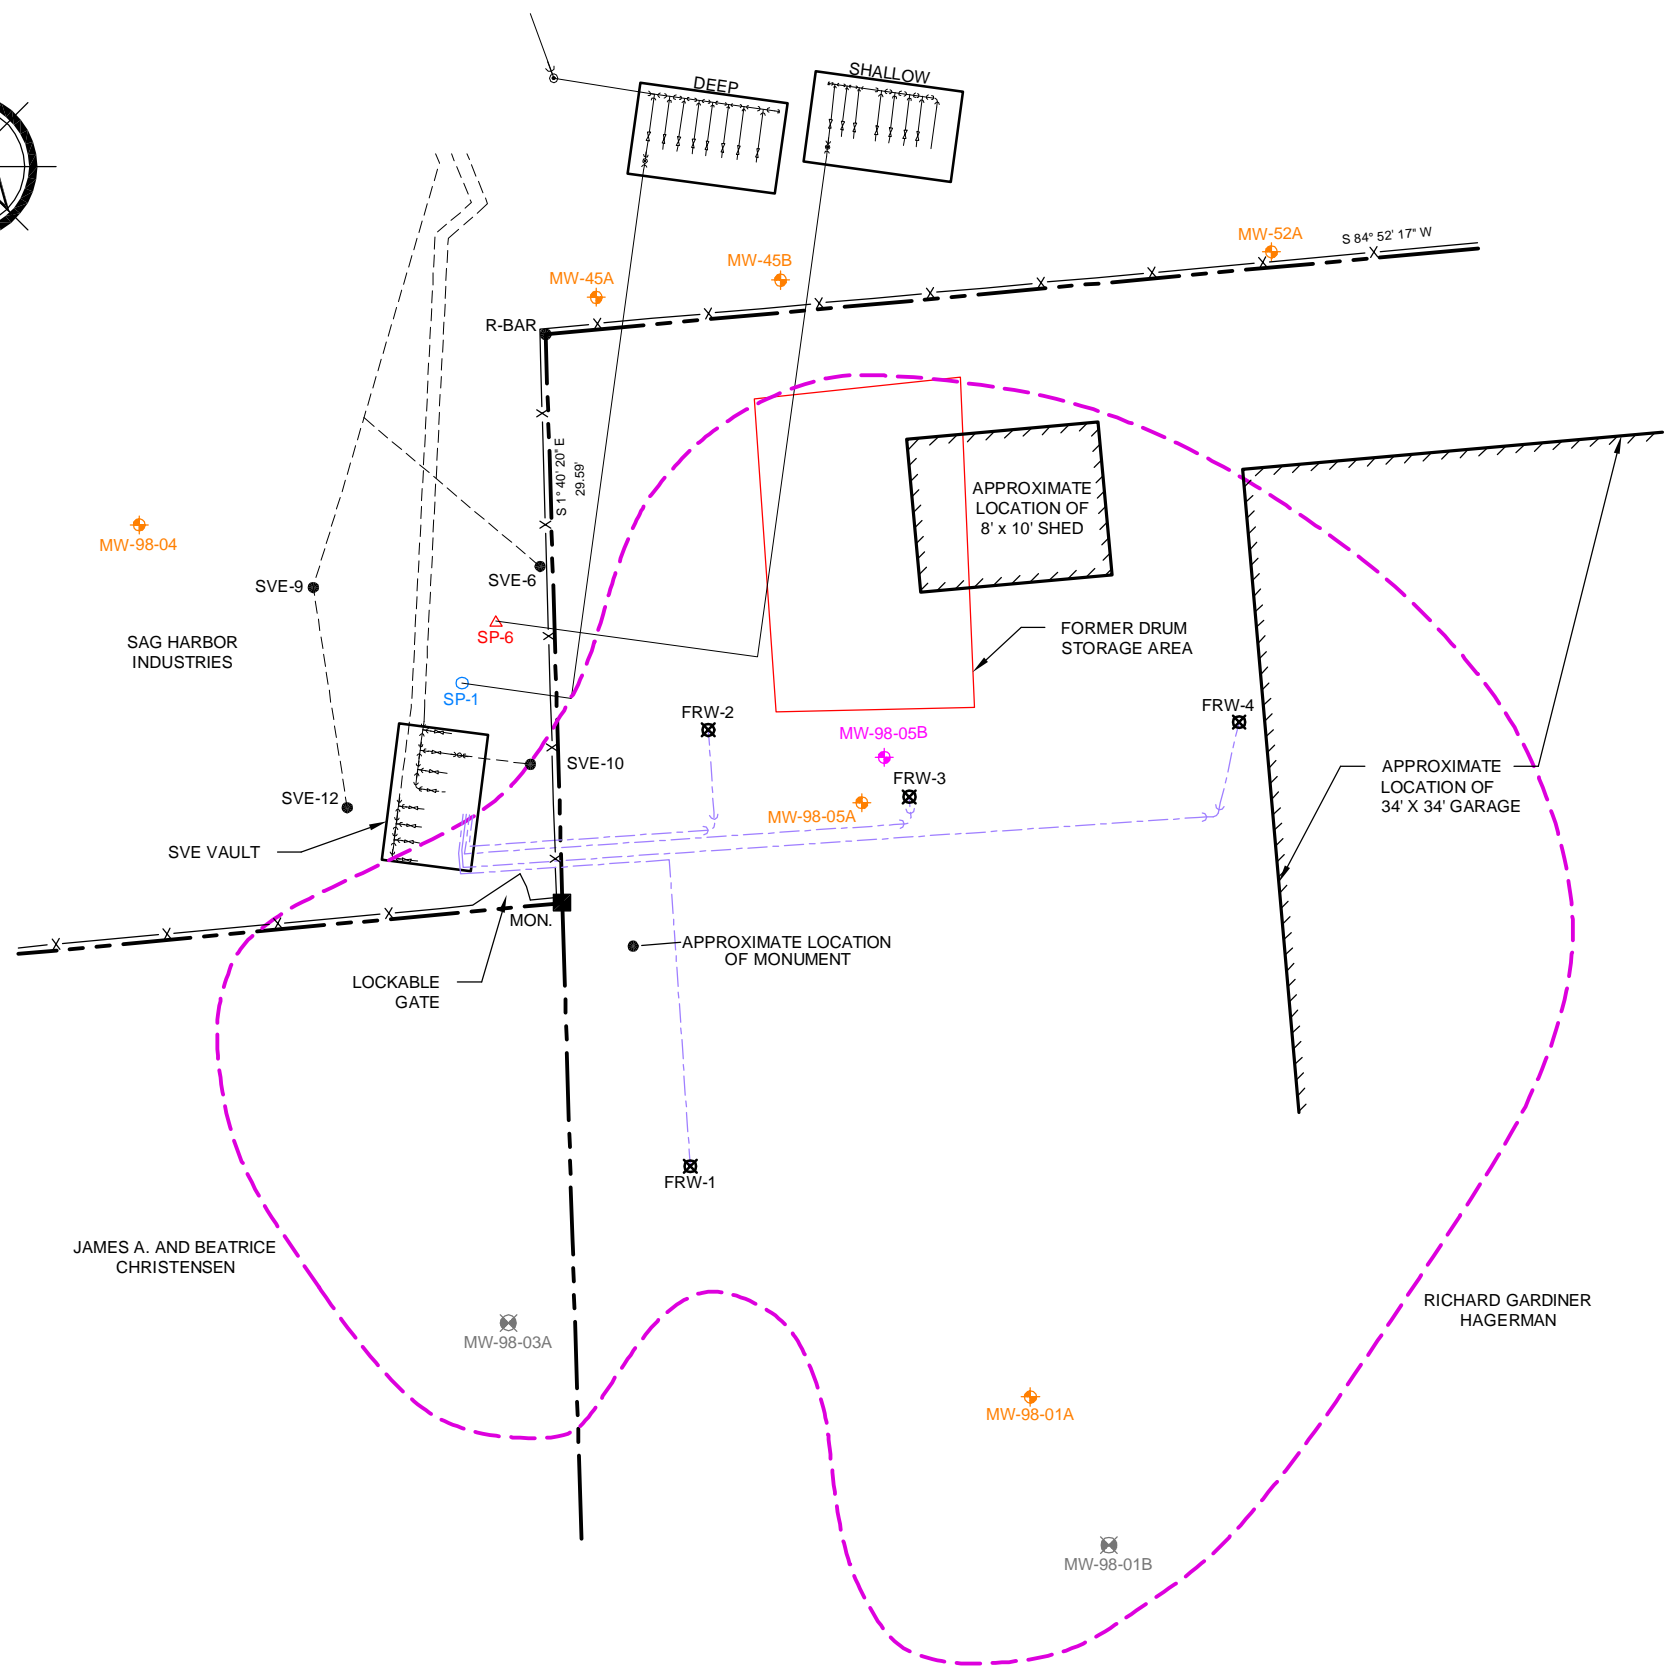 DEEP
SHALLOW
MW-45A
MW-45B
MW-52A
S 84° 52' 17" W
R-BAR
S 1° 40' 20" E
29.59'
MW-98-04
SVE-9
SVE-6
SAG HARBOR
INDUSTRIES
SP-6
SP-1
APPROXIMATE
LOCATION OF
8' x 10' SHED
FORMER DRUM
STORAGE AREA
FRW-2
FRW-4
MW-98-05B
FRW-3
SVE-10
SVE-12
MW-98-05A
APPROXIMATE
LOCATION OF
34' X 34' GARAGE
SVE VAULT
MON.
APPROXIMATE LOCATION
OF MONUMENT
LOCKABLE
GATE
FRW-1
JAMES A. AND BEATRICE
CHRISTENSEN
MW-98-03A
RICHARD GARDINER
HAGERMAN
MW-98-01A
MW-98-01B